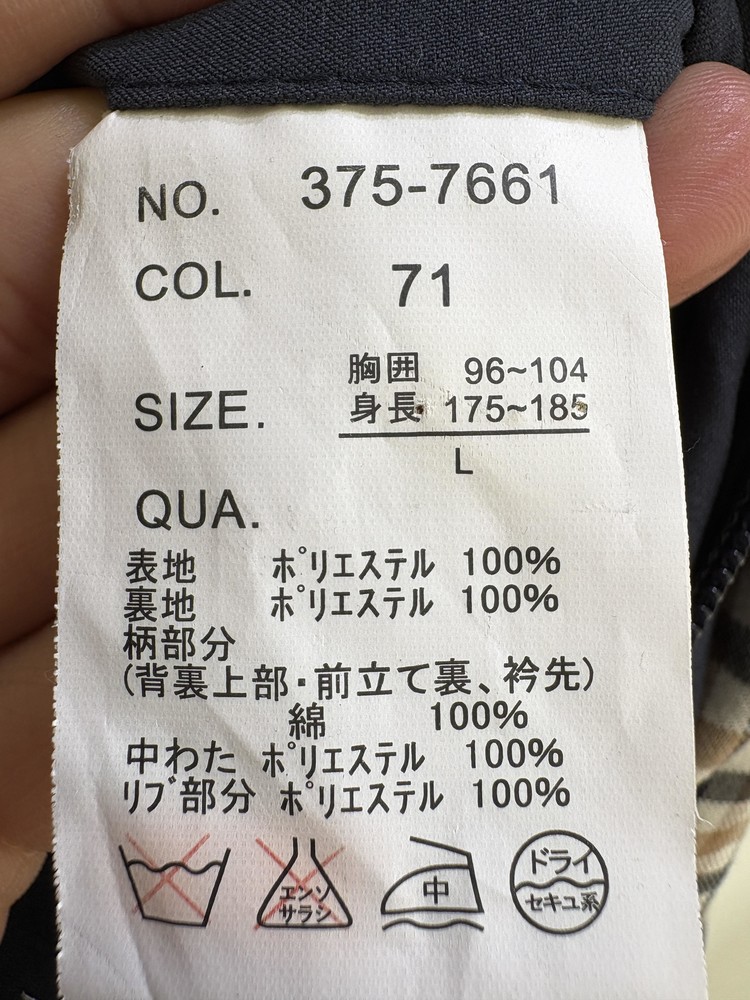 NO. 375-7661
COL. 71
胸囲 96~104
SIZE. 身長 175~185
L
QUA.
表地 ポリエステル 100%
裏地 ポリエステル 100%
柄部分
(背裏上部・前立て裏、衿先)
綿 100%
中わた ポリエステル 100%
リブ部分 ポリエステル 100%
エンソ
サラシ
中
ドライ
セキユ系